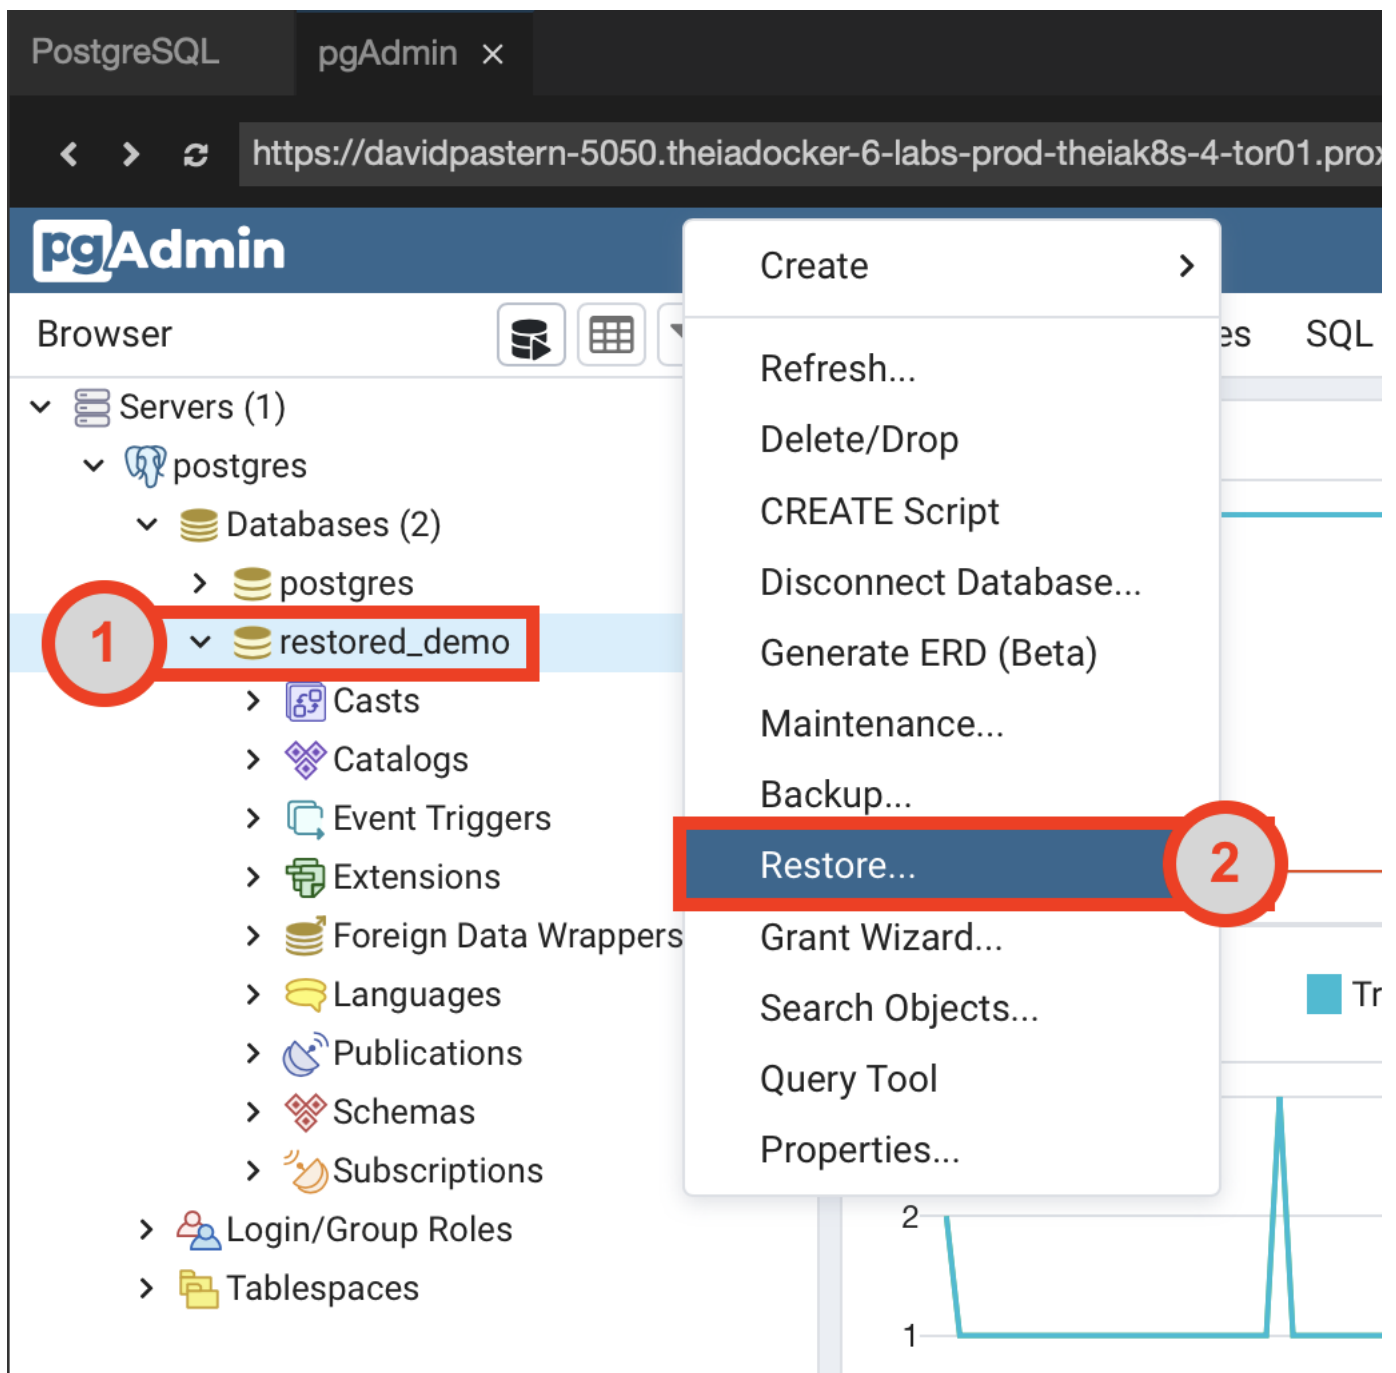 PostgreSQL
pgAdmin
https://davidpastern-5050.theiadocker-6-labs-prod-theiak8s-4-tor01.prox
pgAdmin
Browser
SQL
Servers (1)
postgres
Databases (2)
postgres
1
restored_demo
Casts
Catalogs
Event Triggers
Extensions
Foreign Data Wrappers
Languages
Publications
Schemas
Subscriptions
Login/Group Roles
Tablespaces
Create
Refresh...
Delete/Drop
CREATE Script
Disconnect Database...
Generate ERD (Beta)
Maintenance...
Backup...
Restore...
2
Grant Wizard...
Search Objects...
Query Tool
Properties...
2
1